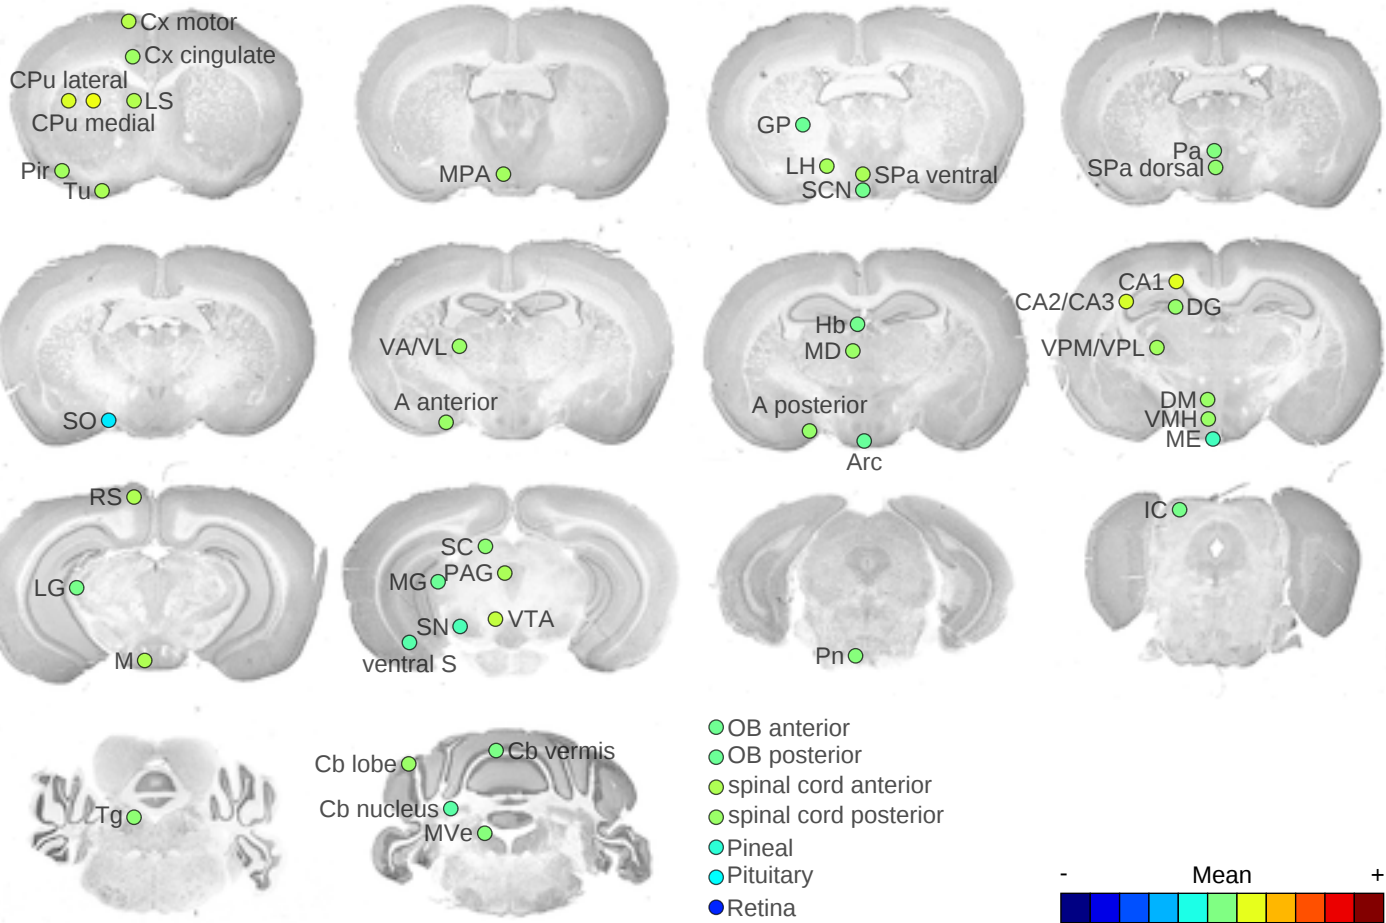 Cx motor
Cx cingulate
CPu lateral
LS
CPu medial
Pir
Tu
MPA
GP
LH
SPa ventral
SCN
Pa
SPa dorsal
SO
VA/VL
A anterior
Hb
MD
A posterior
Arc
CA1
CA2/CA3
DG
VPM/VPL
DM
VMH
ME
RS
LG
M
SC
MG
PAG
SN
VTA
ventral S
Pn
IC
Tg
Cb lobe
Cb vermis
Cb nucleus
MVe
OB anterior
OB posterior
spinal cord anterior
spinal cord posterior
Pineal
Pituitary
Retina
- Mean +